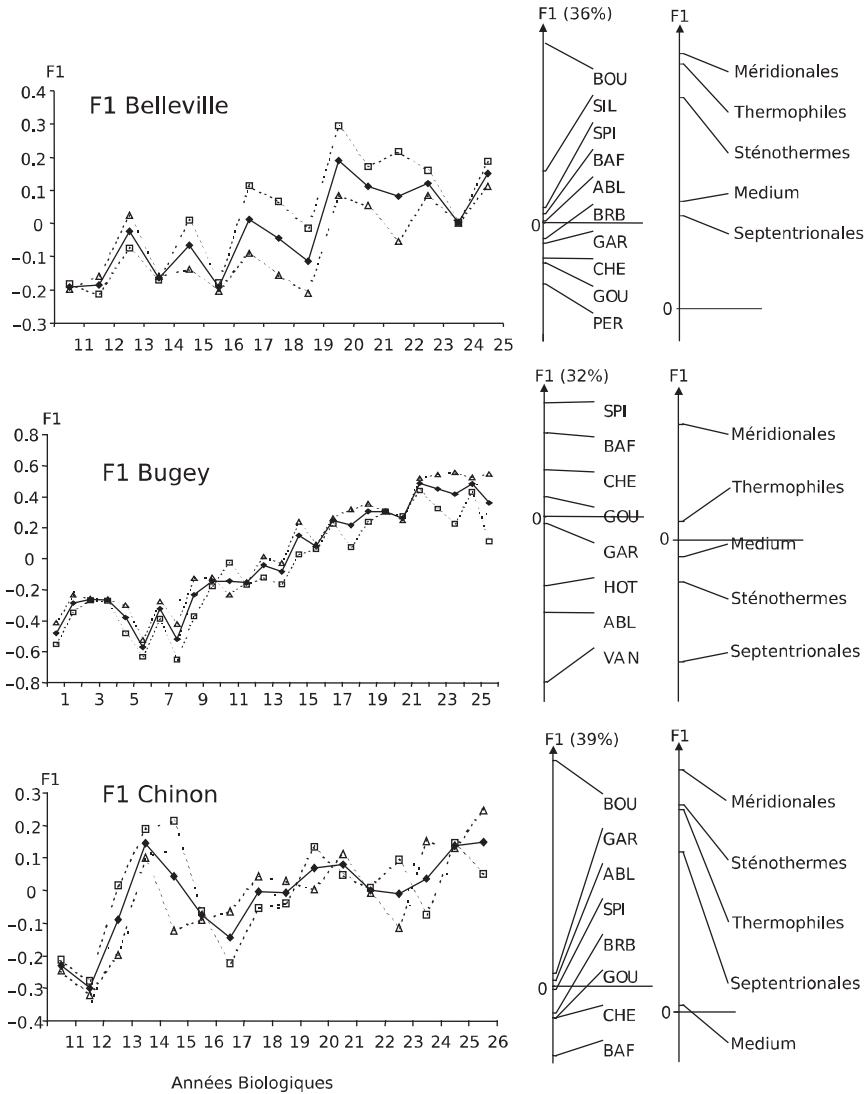 F1
F1 Belleville
0.4
0.3
0.2
0.1
0
−0.1
−0.2
−0.3
11 12 13 14 15 16 17 18 19 20 21 22 23 24 25
F1 (36%)
BOU
SIL
SPI
BAF
ABL
BRB
0
GAR
CHE
GOU
PER
F1
Méridionales
Thermophiles
Sténothermes
Medium
Septentrionales
0
F1
F1 Bugey
0.8
0.6
0.4
0.2
0
−0.2
−0.4
−0.6
−0.8
1 3 5 7 9 11 13 15 17 19 21 23 25
F1 (32%)
SPI
BAF
CHE
GOU
0
GAR
HOT
ABL
VAN
F1
Méridionales
Thermophiles
0
Medium
Sténothermes
Septentrionales
F1
F1 Chinon
0.3
0.2
0.1
0
−0.1
−0.2
−0.3
−0.4
11 12 13 14 15 16 17 18 19 20 21 22 23 24 25 26
Années Biologiques
F1 (39%)
BOU
GAR
ABL
SPI
BRB
GOU
0
CHE
BAF
F1
Méridionales
Sténothermes
Thermophiles
Septentrionales
0
Medium